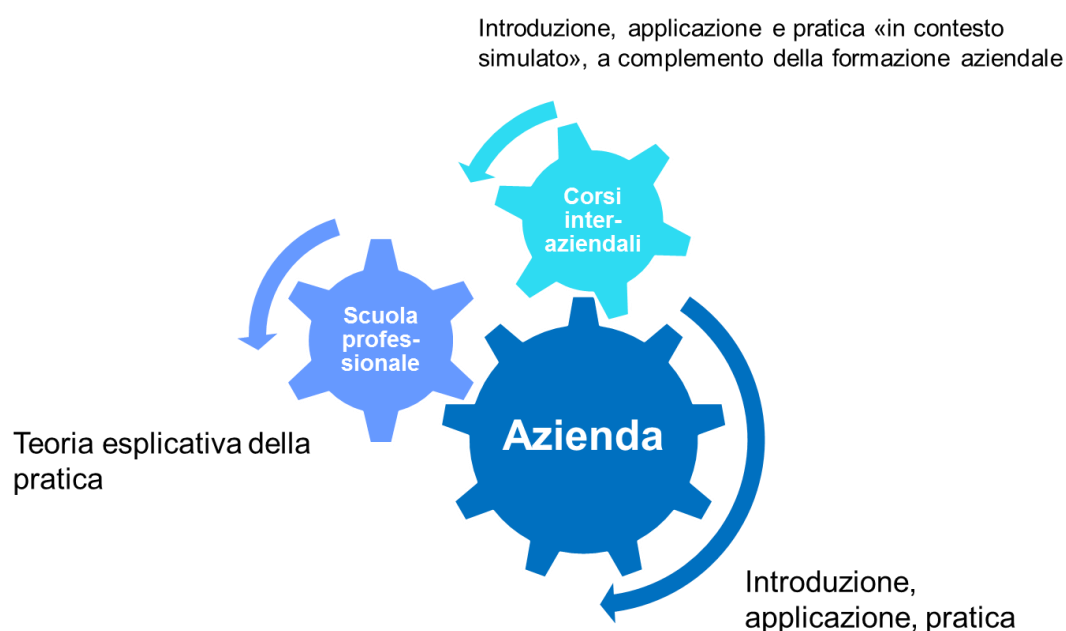 Introduzione, applicazione e pratica «in contesto
simulato», a complemento della formazione aziendale
Corsi
inter-
aziendali
Scuola
profes-
sionale
Azienda
Teoria esplicativa della
pratica
Introduzione,
applicazione, pratica